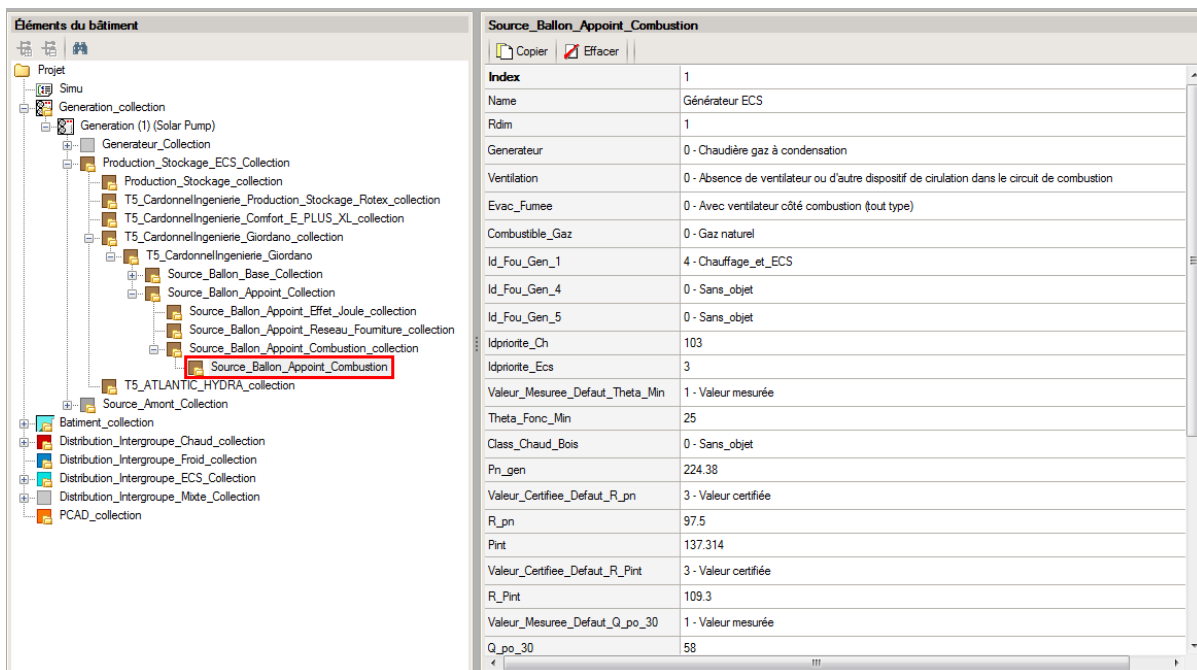 Éléments du bâtiment
Projet
Simu
Generation_collection
Generation (1) (Solar Pump)
Generateur_Collection
Production_Stockage_ECS_Collection
Production_Stockage_collection
T5_CardonnelIngenierie_Production_Stockage_Rotex_collection
T5_CardonnelIngenierie_Comfort_E_PLUS_XL_collection
T5_CardonnelIngenierie_Giordano_collection
T5_CardonnelIngenierie_Giordano
Source_Ballon_Base_Collection
Source_Ballon_Appoint_Collection
Source_Ballon_Appoint_Effet_Joule_collection
Source_Ballon_Appoint_Reseau_Fourniture_collection
Source_Ballon_Appoint_Combustion_collection
Source_Ballon_Appoint_Combustion
T5_ATLANTIC_HYDRA_collection
Source_Amont_Collection
Batiment_collection
Distribution_Intergroupe_Chaud_collection
Distribution_Intergroupe_Froid_collection
Distribution_Intergroupe_ECS_Collection
Distribution_Intergroupe_Mixte_Collection
PCAD_collection
Source_Ballon_Appoint_Combustion
Copier Effacer
Index 1
Name Générateur ECS
Rdim 1
Generateur 0 - Chaudière gaz à condensation
Ventilation 0 - Absence de ventilateur ou d'autre dispositif de cirulation dans le circuit de combustion
Evac_Fumee 0 - Avec ventilateur côté combustion (tout type)
Combustible_Gaz 0 - Gaz naturel
Id_Fou_Gen_1 4 - Chauffage_et_ECS
Id_Fou_Gen_4 0 - Sans_objet
Id_Fou_Gen_5 0 - Sans_objet
Idpriorite_Ch 103
Idpriorite_Ecs 3
Valeur_Mesuree_Defaut_Theta_Min 1 - Valeur mesurée
Theta_Fonc_Min 25
Class_Chaud_Bois 0 - Sans_objet
Pn_gen 224.38
Valeur_Certifiee_Defaut_R_pn 3 - Valeur certifiée
R_pn 97.5
Pint 137.314
Valeur_Certifiee_Defaut_R_Pint 3 - Valeur certifiée
R_Pint 109.3
Valeur_Mesuree_Defaut_Q_po_30 1 - Valeur mesurée
Q_po_30 58